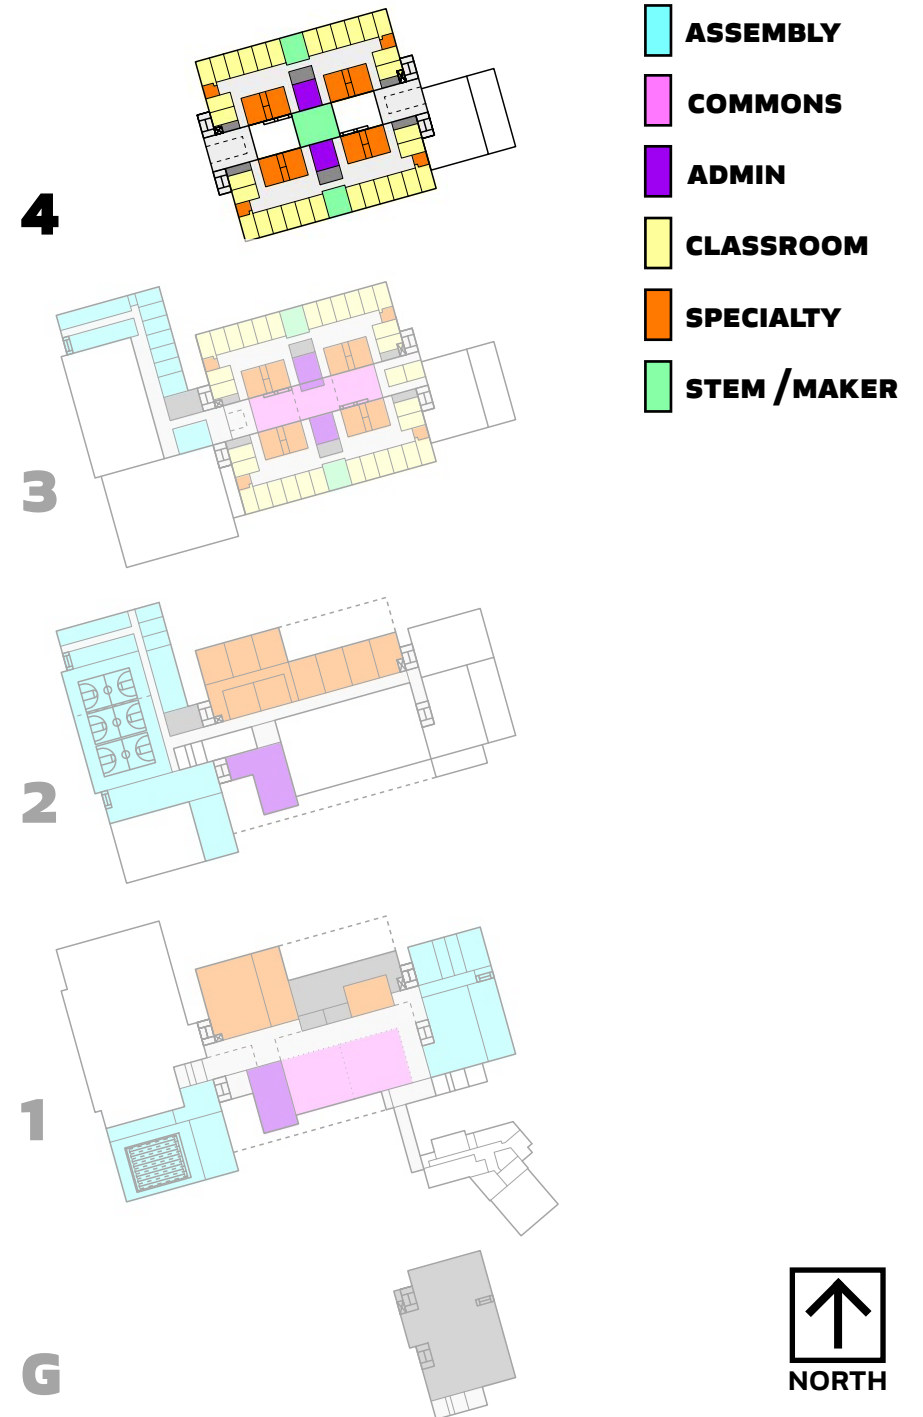 ASSEMBLY
COMMONS
ADMIN
CLASSROOM
SPECIALTY
STEM / MAKER
4
3
2
1
G
NORTH